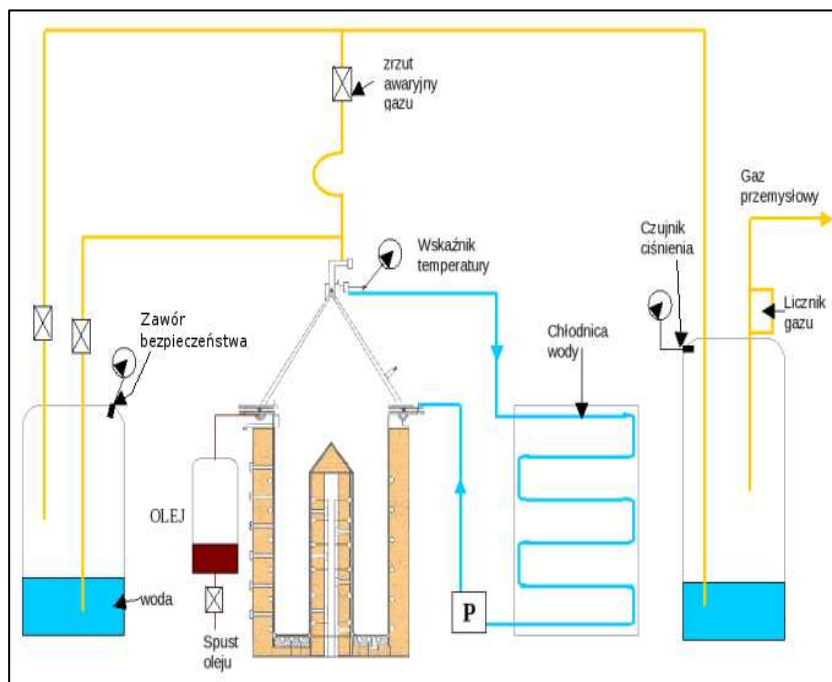 zrzut
awaryjny
gazu
Gaz
przemysłowy
Wskaźnik
temperatury
Czujnik
ciśnienia
Licznik
gazu
Zawór
bezpieczeństwa
Chłodnica
wody
OLEJ
woda
P
Spust
oleju